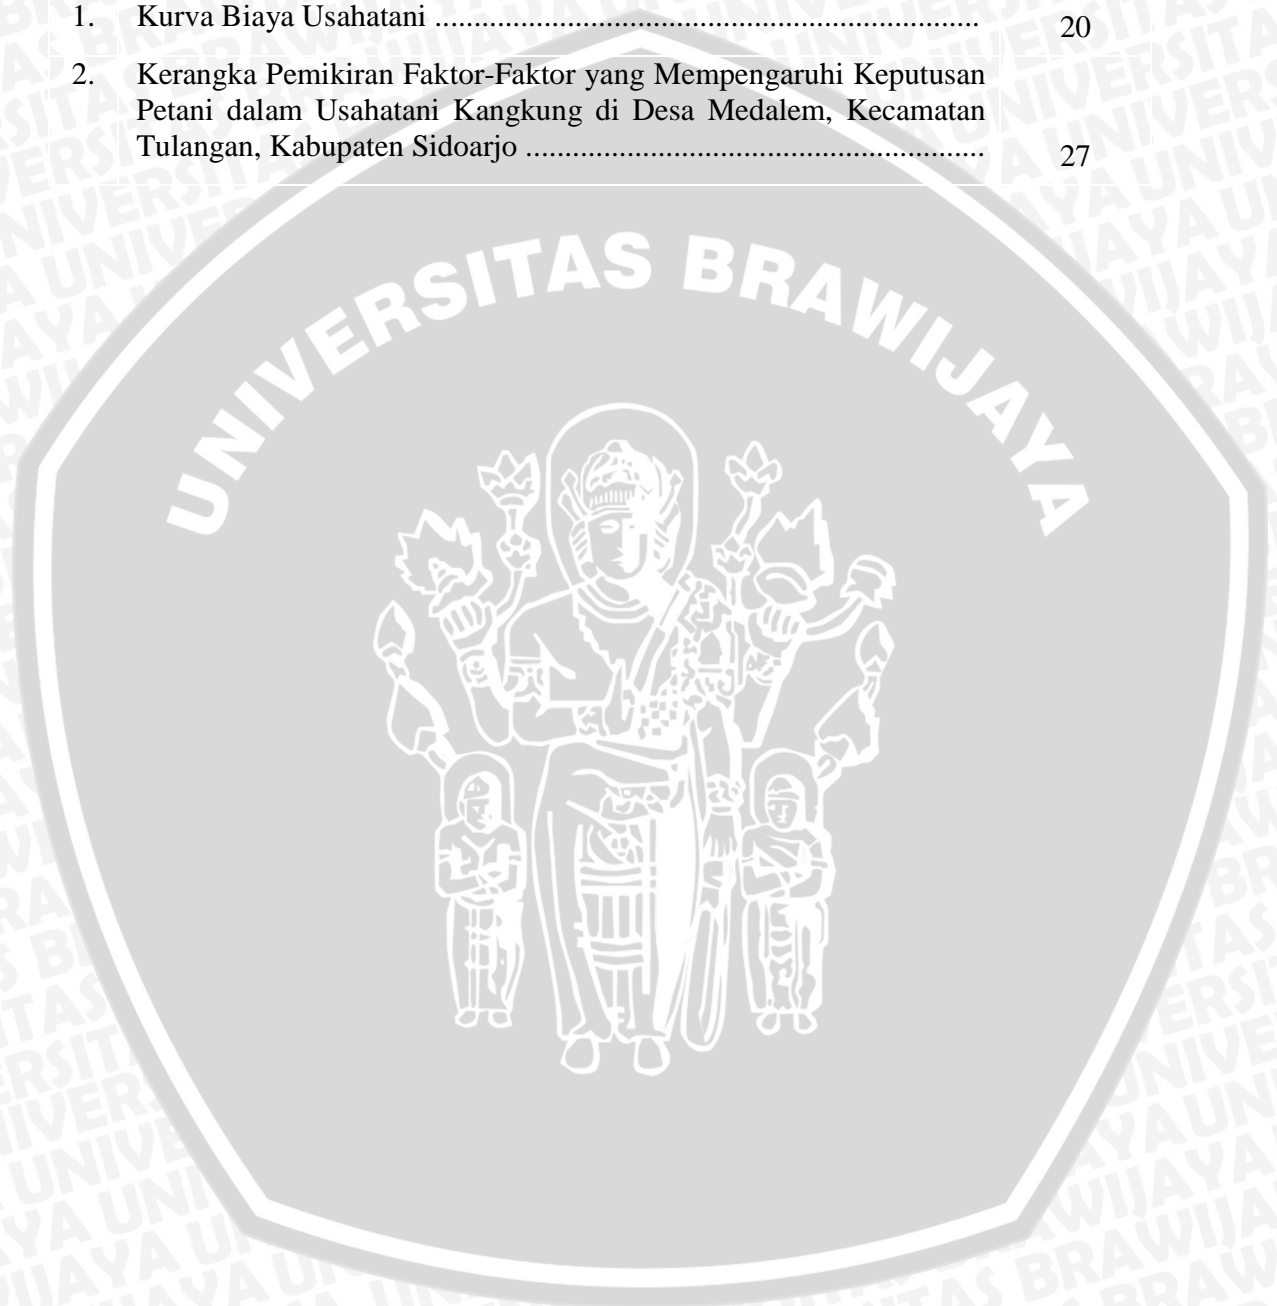 1. Kurva Biaya Usahatani ...................................................................... 20
2. Kerangka Pemikiran Faktor-Faktor yang Mempengaruhi Keputusan
Petani dalam Usahatani Kangkung di Desa Medalem, Kecamatan
Tulangan, Kabupaten Sidoarjo ........................................................... 27
UNIVERSITAS BRAWIJAYA